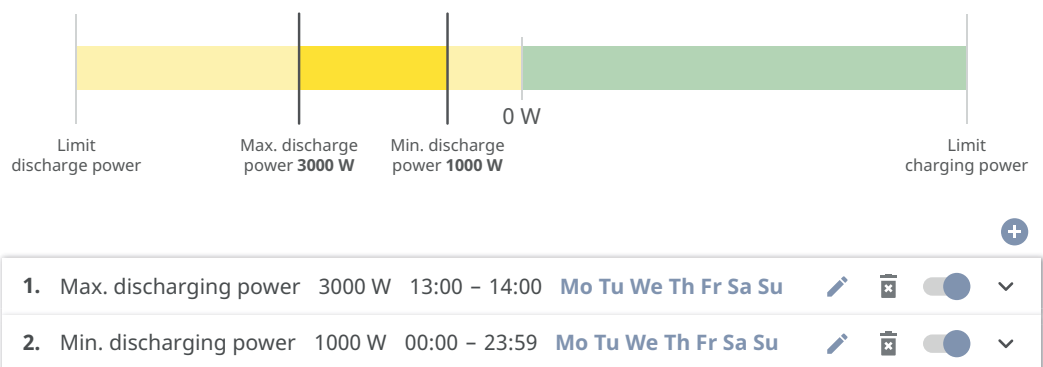 0 W
Limit
discharge power
Max. discharge
power 3000 W
Min. discharge
power 1000 W
Limit
charging power
1. Max. discharging power 3000 W 13:00 – 14:00 Mo Tu We Th Fr Sa Su
2. Min. discharging power 1000 W 00:00 – 23:59 Mo Tu We Th Fr Sa Su